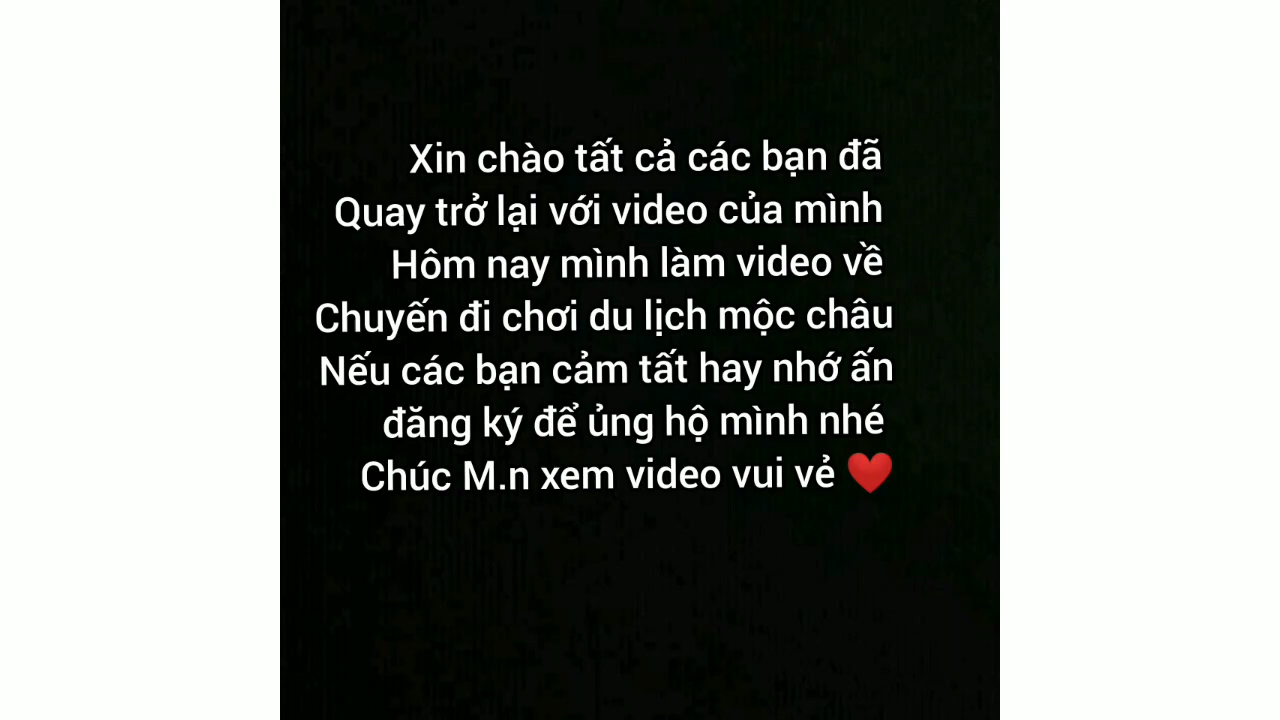 Xin chào tất cả các bạn đã
Quay trở lại với video của mình
Hôm nay mình làm video về
Chuyến đi chơi du lịch mộc châu
Nếu các bạn cảm tất hay nhớ ấn
đăng ký để ủng hộ mình nhé
Chúc M.n xem video vui vẻ ❤️